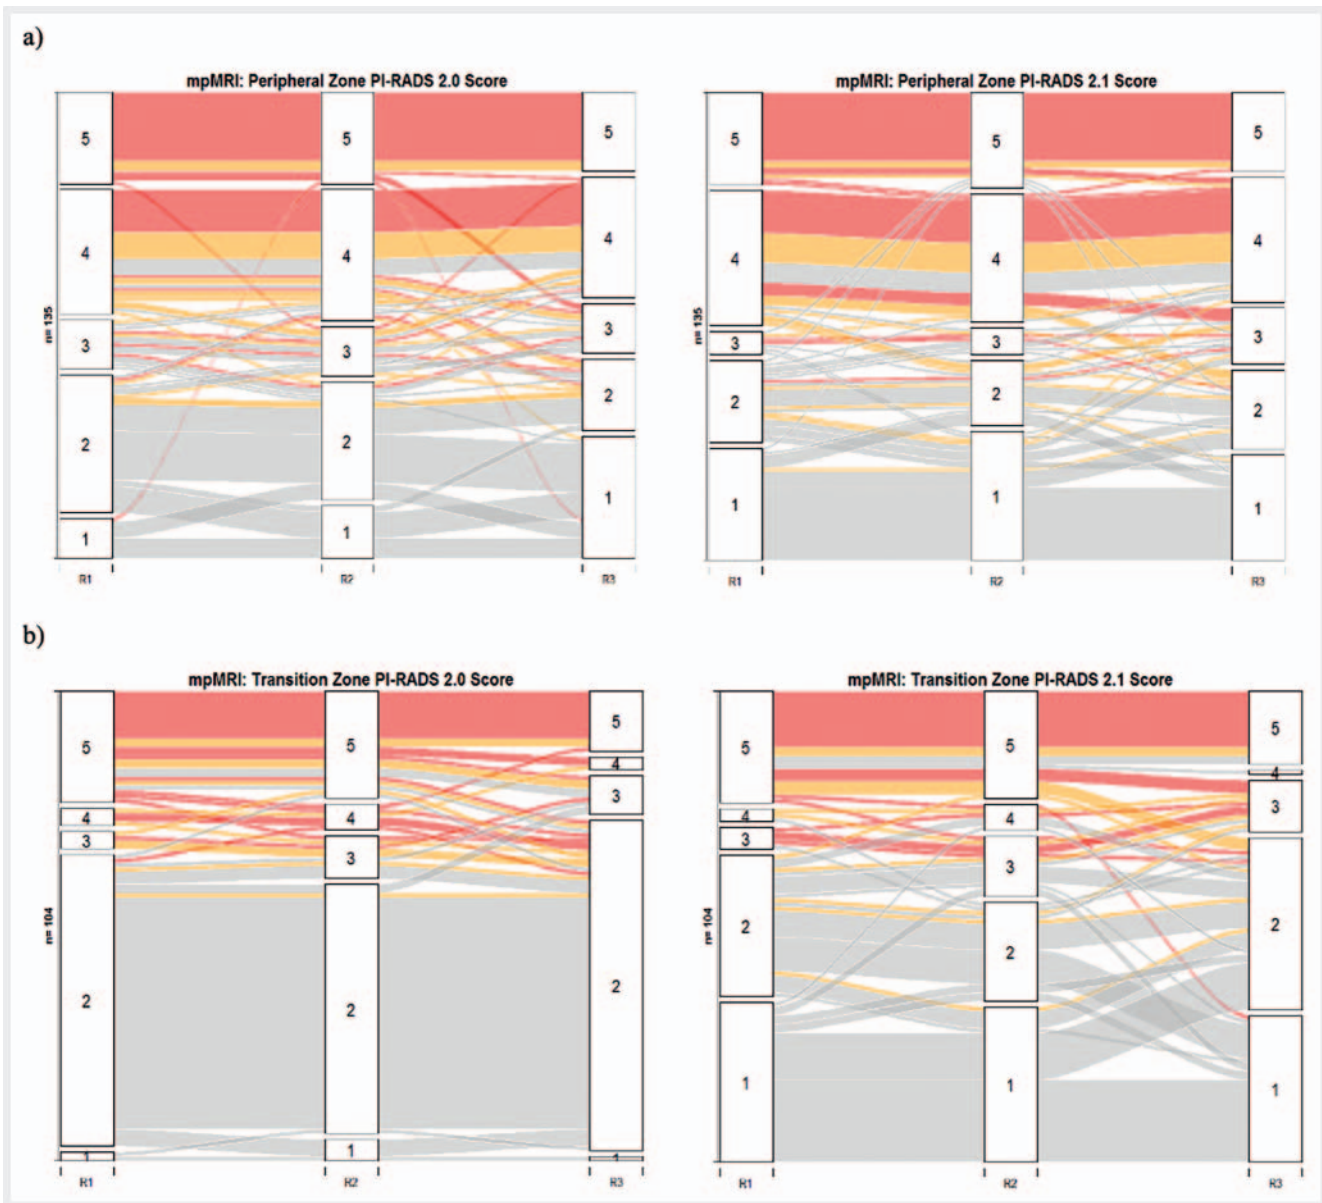 a)
mpMRI: Peripheral Zone PI-RADS 2.0 Score
5
4
3
2
1
5
4
3
2
1
5
4
3
2
1
n= 135
R1
R2
R3
mpMRI: Peripheral Zone PI-RADS 2.1 Score
5
4
3
2
1
5
4
3
2
1
5
4
3
2
1
n= 135
R1
R2
R3
b)
mpMRI: Transition Zone PI-RADS 2.0 Score
5
4
3
2
1
5
4
3
2
1
5
4
3
2
1
n= 104
R1
R2
R3
mpMRI: Transition Zone PI-RADS 2.1 Score
5
4
3
2
1
5
4
3
2
1
5
4
3
2
1
n= 104
R1
R2
R3